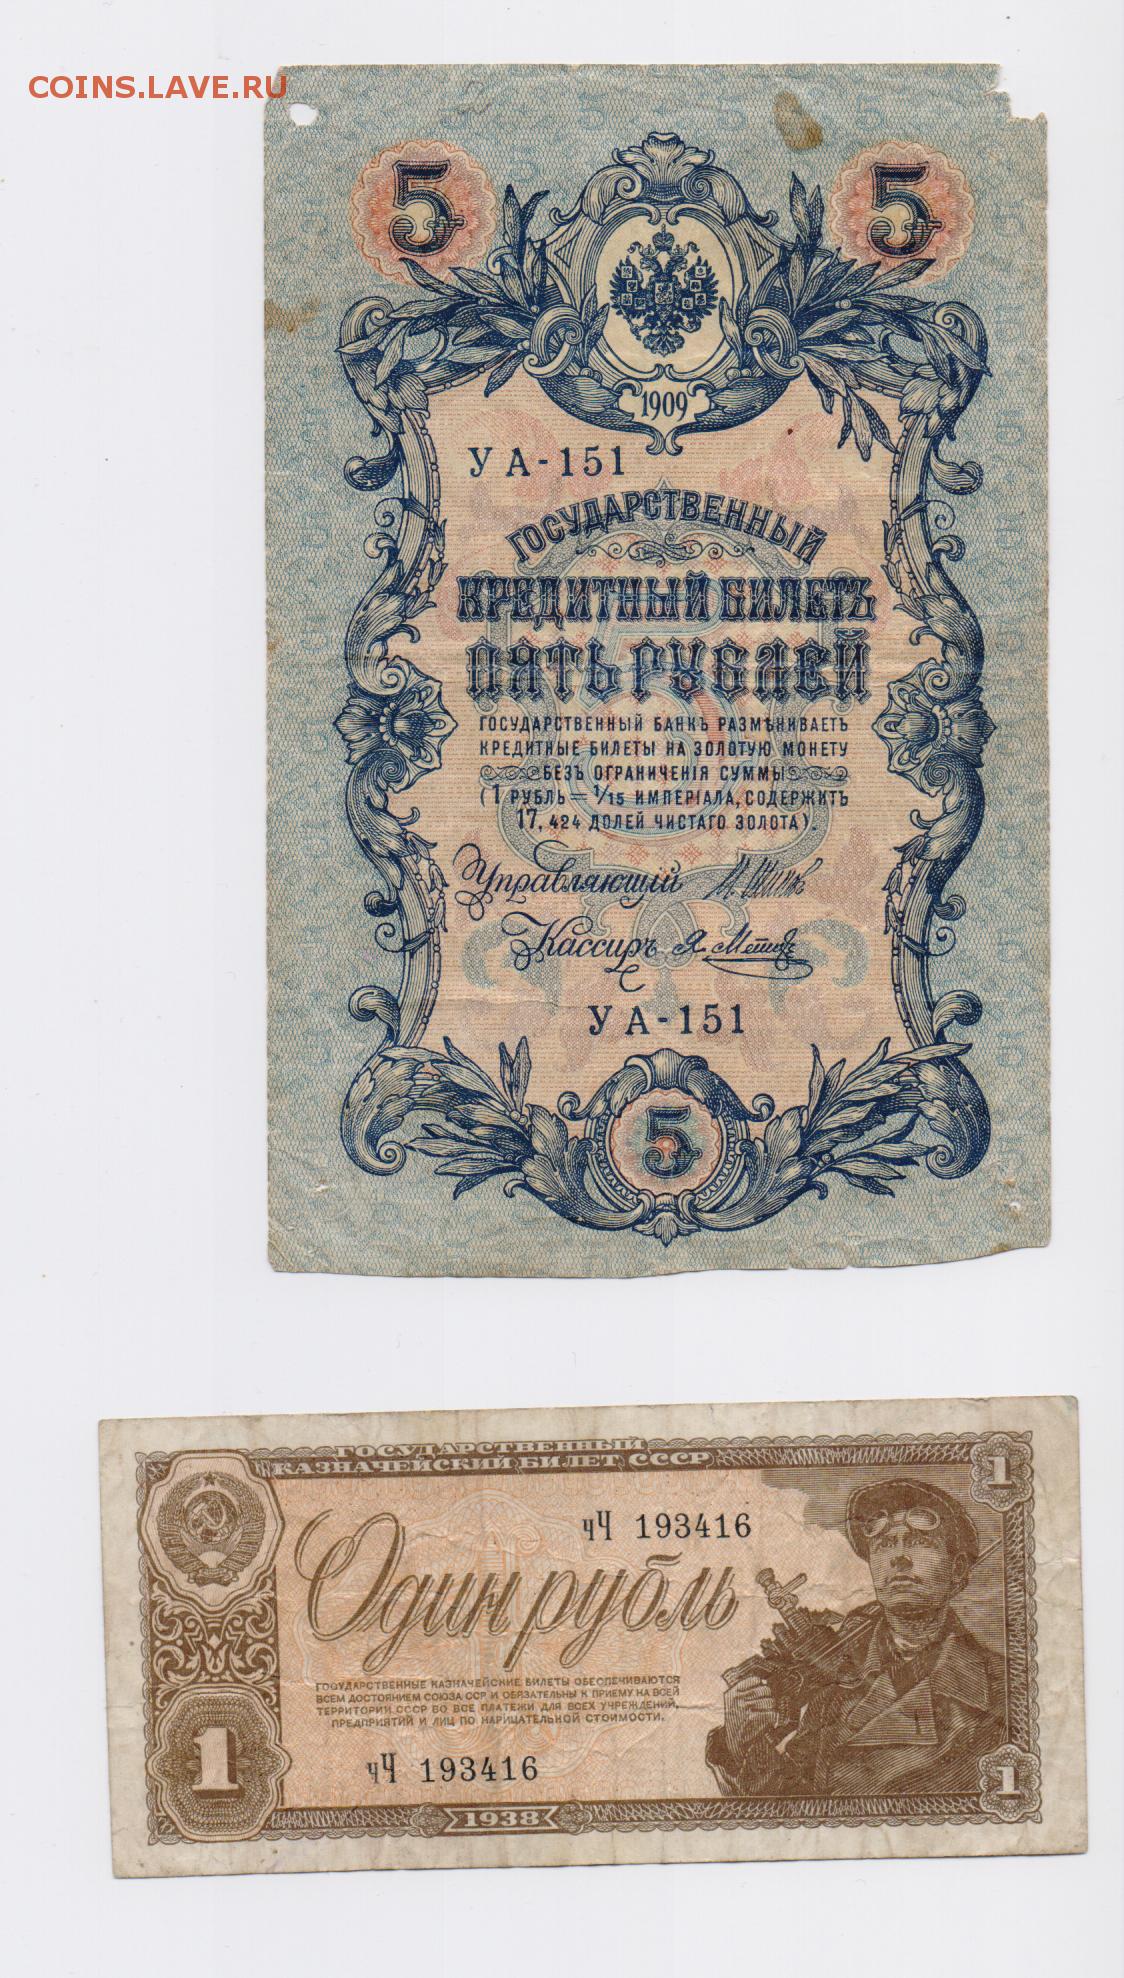 COINS.LAVE.RU
5 5
1909
УА-151
ГОСУДАРСТВЕННЫЙ
КРЕДИТНЫЙ БИЛЕТЪ
ПЯТЬ РУБЛЕЙ
ГОСУДАРСТВЕННЫЙ БАНКЪ РАЗМѢНИВАЕТЪ
КРЕДИТНЫЕ БИЛЕТЫ НА ЗОЛОТУЮ МОНЕТУ
БЕЗЪ ОГРАНИЧЕНІЯ СУММЫ
(1 РУБЛЬ — 1/15 ИМПЕРІАЛА, СОДЕРЖИТЪ
17,424 ДОЛЕЙ ЧИСТАГО ЗОЛОТА).
Управляющій
Кассиръ
УА-151
5
ГОСУДАРСТВЕННЫЙ
КАЗНАЧЕЙСКИЙ БИЛЕТ СССР
1
чЧ 193416
Один рубль
ГОСУДАРСТВЕННЫЕ КАЗНАЧЕЙСКИЕ БИЛЕТЫ ОБЕСПЕЧИВАЮТСЯ
ВСЕМ ДОСТОЯНИЕМ СОЮЗА ССР И ОБЯЗАТЕЛЬНЫ К ПРИЕМУ НА ВСЕЙ
ТЕРРИТОРИИ СССР ВО ВСЕ ПЛАТЕЖИ ДЛЯ ВСЕХ УЧРЕЖДЕНИЙ,
ПРЕДПРИЯТИЙ И ЛИЦ ПО НАРИЦАТЕЛЬНОЙ СТОИМОСТИ.
1
чЧ 193416
1
1938